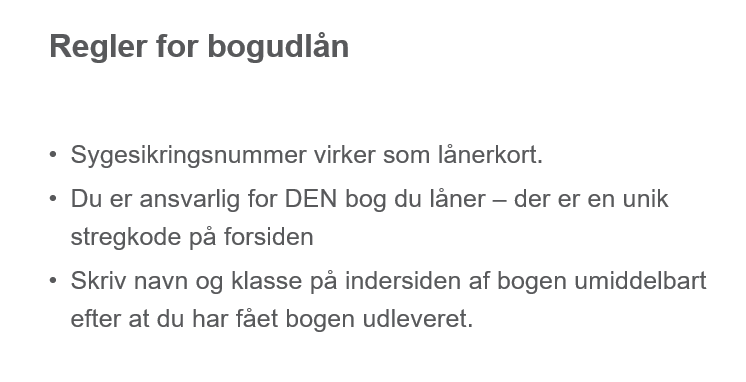 Regler for bogudlån
• Sygesikringsnummer virker som lånerkort.
• Du er ansvarlig for DEN bog du låner – der er en unik
stregkode på forsiden
• Skriv navn og klasse på indersiden af bogen umiddelbart
efter at du har fået bogen udleveret.